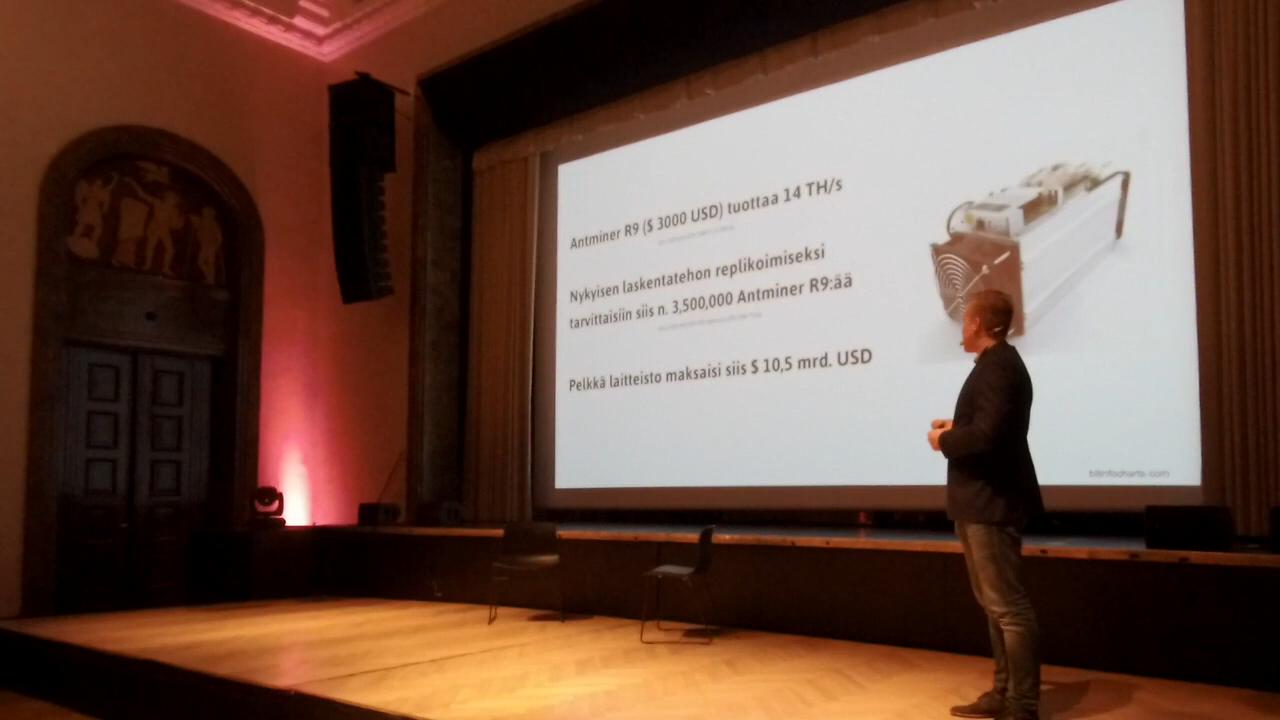 Antminer R9 ($ 3000 USD) tuottaa 14 TH/s
Nykyisen laskentatehon replikoimiseksi
tarvittaisiin siis n. 3,500,000 Antminer R9:ää
Pelkkä laitteisto maksaisi siis $ 10,5 mrd. USD
bitinfocharts.com